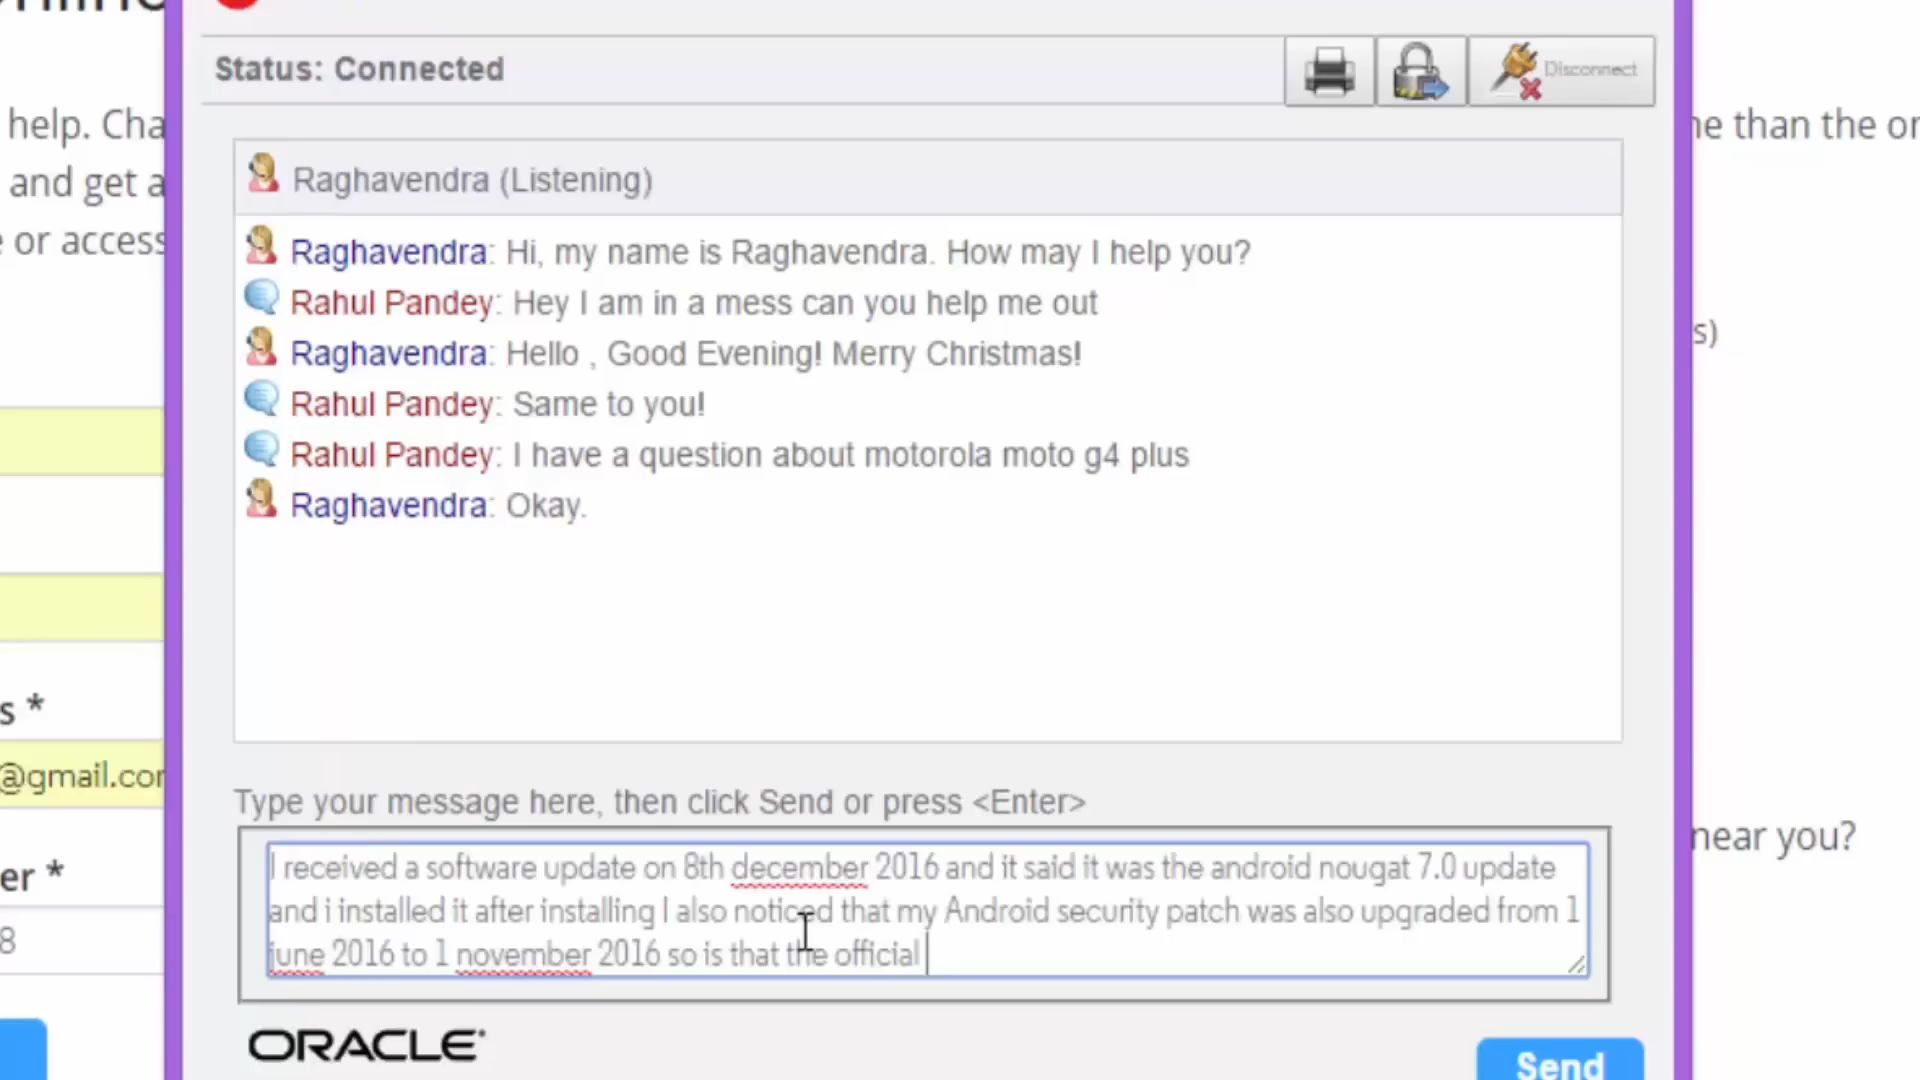 Status: Connected
Disconnect
help. Cha
he than the or
and get a
e or access
Raghavendra (Listening)
Raghavendra: Hi, my name is Raghavendra. How may I help you?
Rahul Pandey: Hey I am in a mess can you help me out
s)
Raghavendra: Hello , Good Evening! Merry Christmas!
Rahul Pandey: Same to you!
Rahul Pandey: I have a question about motorola moto g4 plus
Raghavendra: Okay.
s *
@gmail.cor
Type your message here, then click Send or press <Enter>
near you?
er *
I received a software update on 8th december 2016 and it said it was the android nougat 7.0 update
and i installed it after installing I also noticed that my Android security patch was also upgraded from 1
june 2016 to 1 november 2016 so is that the official
8
ORACLE
Send